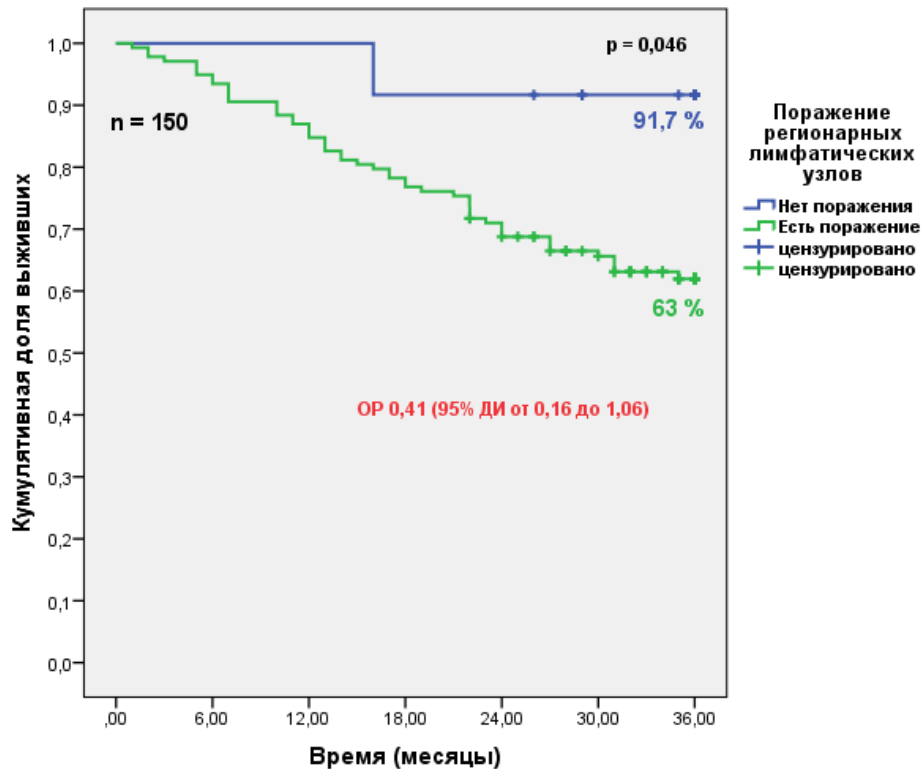 1,0
0,9
0,8
0,7
0,6
0,5
0,4
0,3
0,2
0,1
0,0
Кумулятивная доля выживших
p = 0,046
n = 150
91,7 %
63 %
ОР 0,41 (95% ДИ от 0,16 до 1,06)
,00
6,00
12,00
18,00
24,00
30,00
36,00
Время (месяцы)
Поражение
регионарных
лимфатических
узлов
Нет поражения
Есть поражение
цензурировано
цензурировано